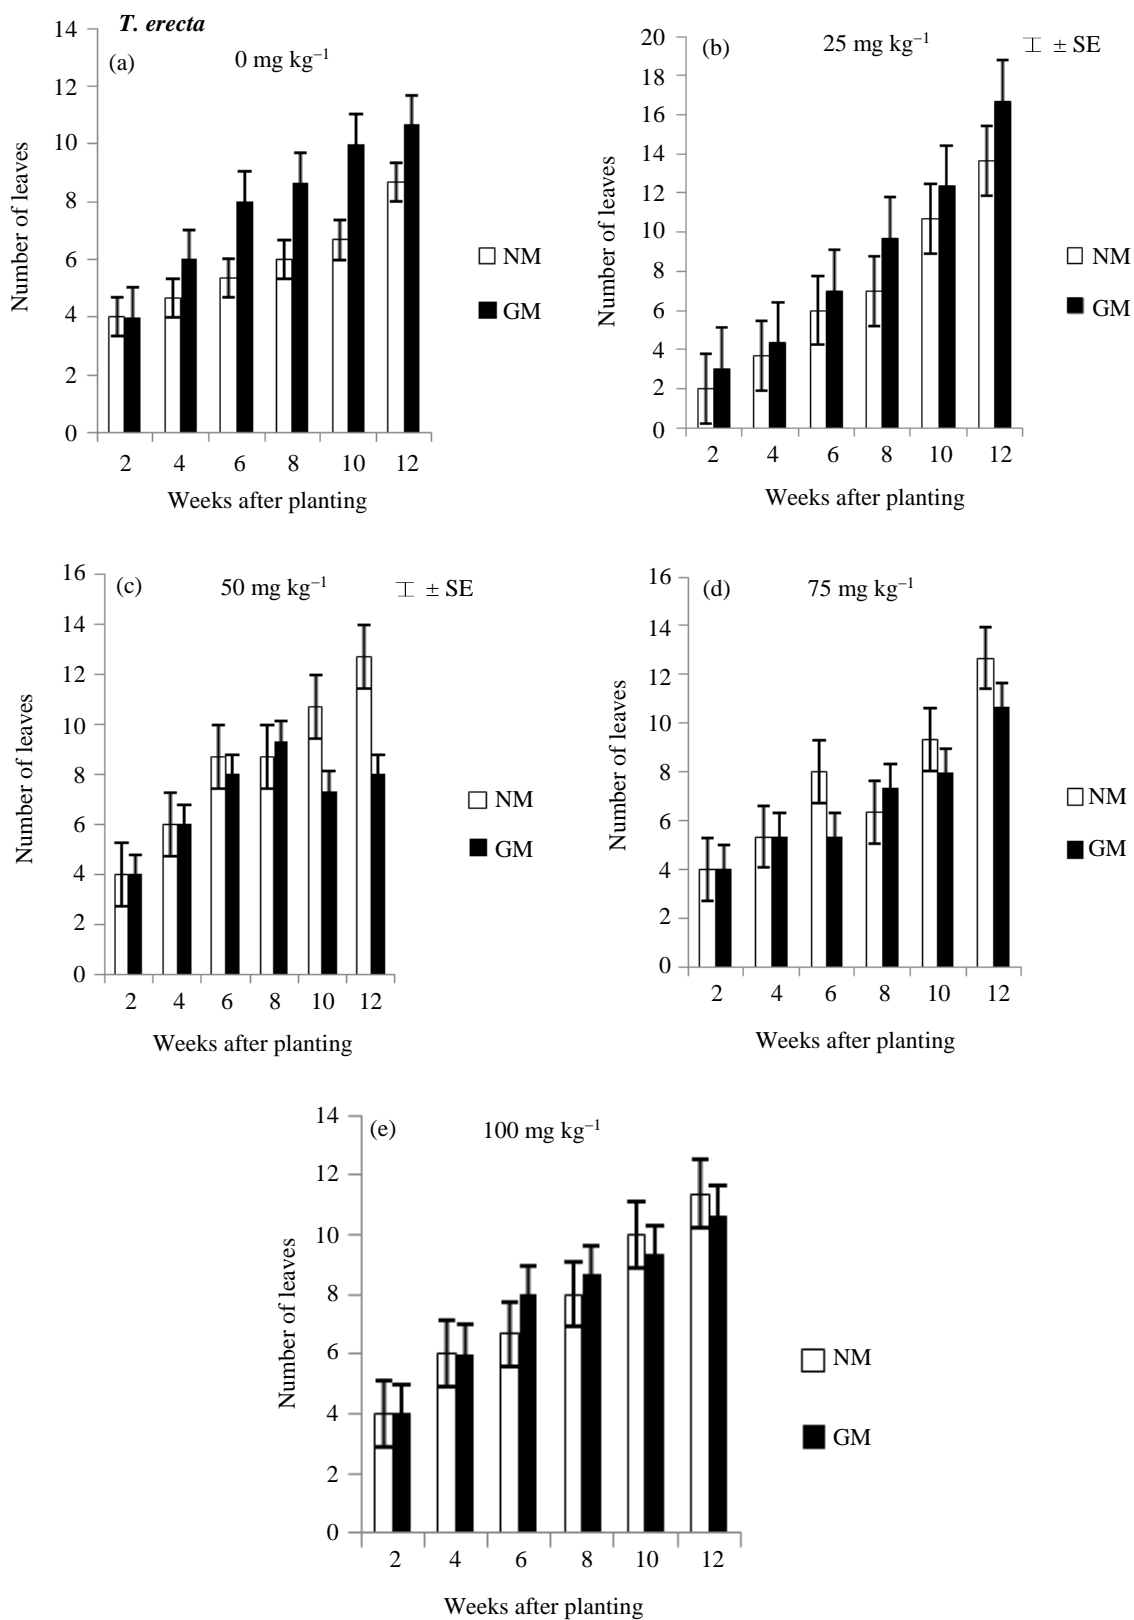 T. erecta
(a)
0 mg kg⁻¹
14
12
10
8
6
4
2
0
Number of leaves
2 4 6 8 10 12
Weeks after planting
NM
GM
(b)
25 mg kg⁻¹
± SE
20
18
16
14
12
10
8
6
4
2
0
Number of leaves
2 4 6 8 10 12
Weeks after planting
NM
GM
(c)
50 mg kg⁻¹
± SE
16
14
12
10
8
6
4
2
0
Number of leaves
2 4 6 8 10 12
Weeks after planting
NM
GM
(d)
75 mg kg⁻¹
16
14
12
10
8
6
4
2
0
Number of leaves
2 4 6 8 10 12
Weeks after planting
NM
GM
(e)
100 mg kg⁻¹
14
12
10
8
6
4
2
0
Number of leaves
2 4 6 8 10 12
Weeks after planting
NM
GM